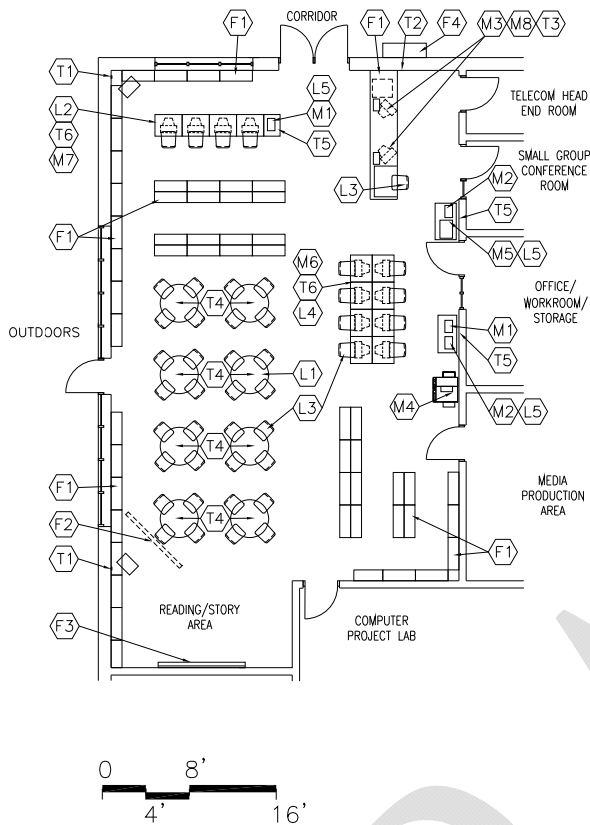 CORRIDOR
F1
F1
T2
F4
M3
M8
T3
T1
L2
T6
M7
L5
M1
T5
TELECOM HEAD
END ROOM
SMALL GROUP
CONFERENCE
ROOM
M2
L3
T5
F1
M5
L5
M6
T6
L4
T4
OFFICE/
WORKROOM/
STORAGE
OUTDOORS
M1
T5
T4
L1
L3
M4
M2
L5
T4
F1
MEDIA
PRODUCTION
AREA
F2
T4
F1
T1
READING/STORY
AREA
COMPUTER
PROJECT LAB
F3
0
8'
4'
16'